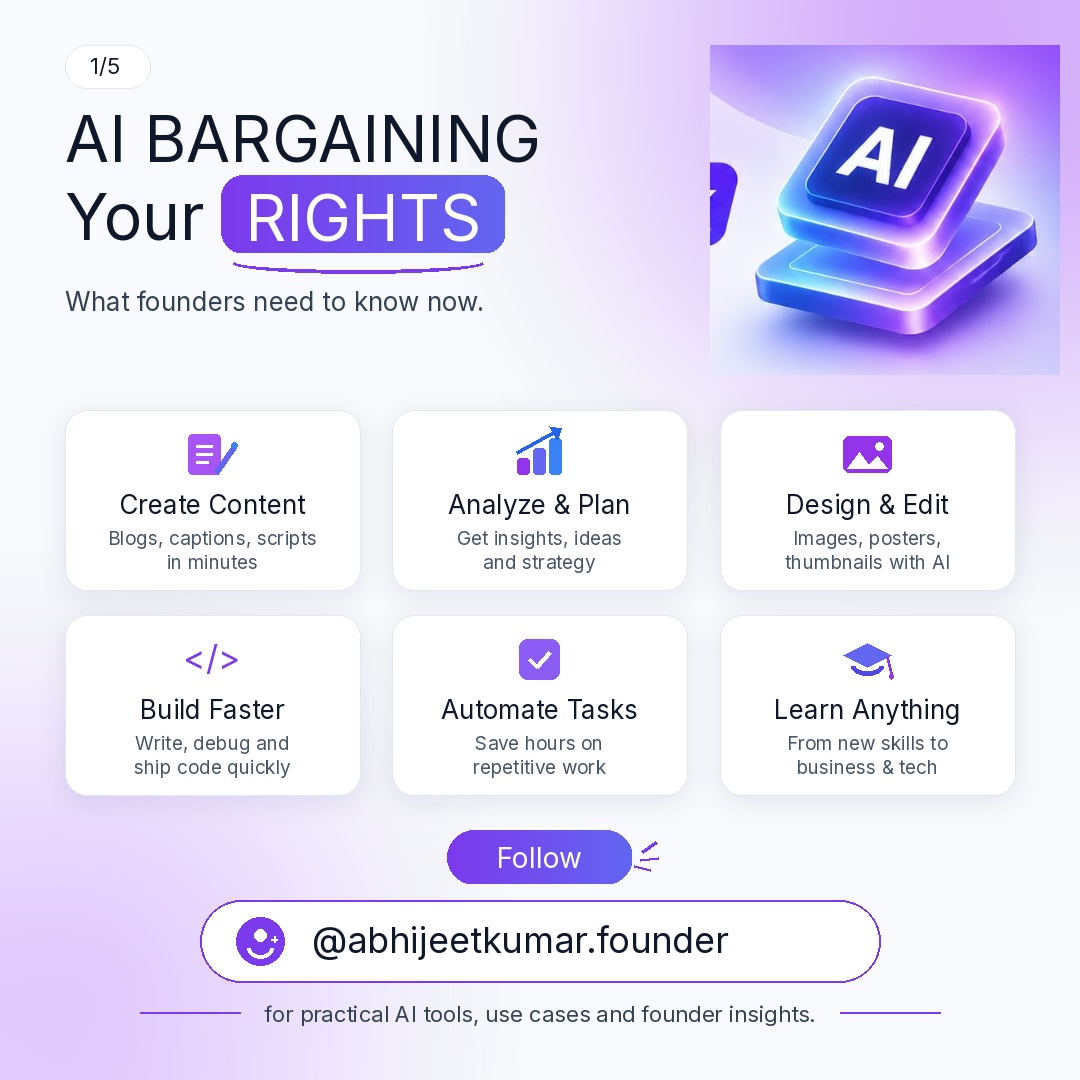 1/5
AI BARGAINING
Your RIGHTS
What founders need to know now.
AI
Create Content
Blogs, captions, scripts
in minutes
Analyze & Plan
Get insights, ideas
and strategy
Design & Edit
Images, posters,
thumbnails with AI
</>
Build Faster
Write, debug and
ship code quickly
Automate Tasks
Save hours on
repetitive work
Learn Anything
From new skills to
business & tech
Follow
@abhijeetkumar.founder
for practical AI tools, use cases and founder insights.